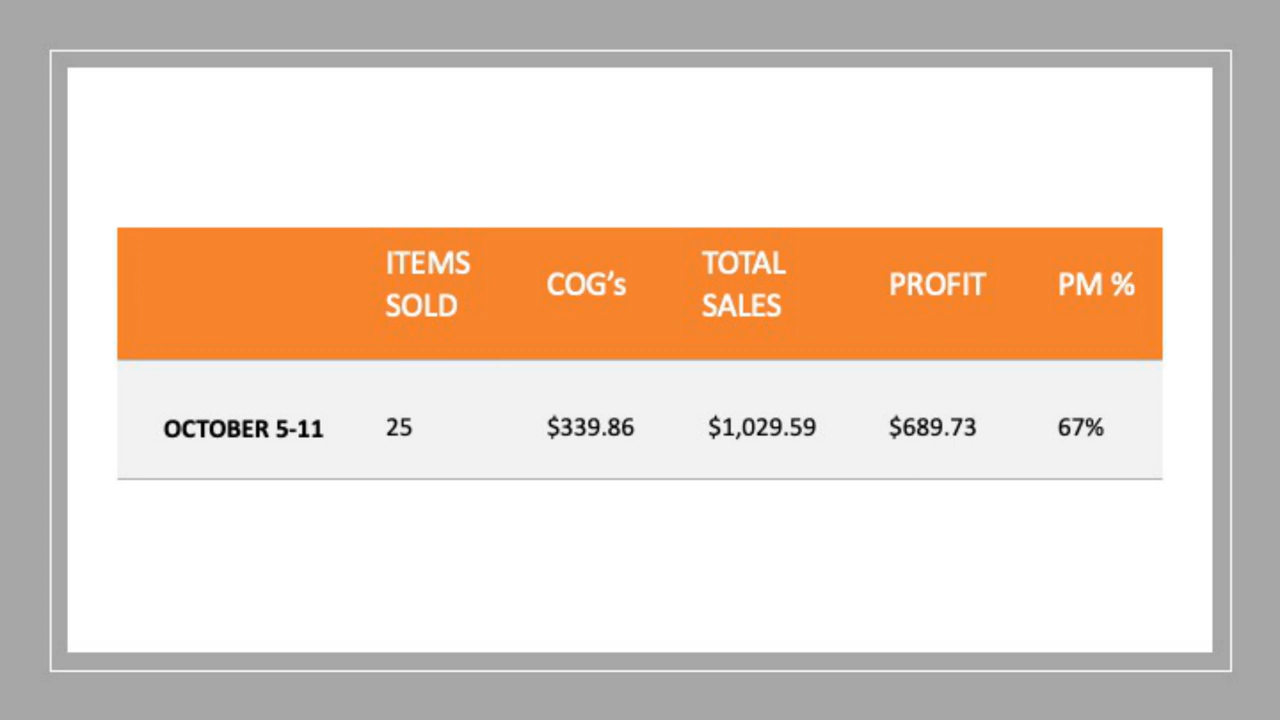 ITEMS SOLD COG's TOTAL SALES PROFIT PM %
OCTOBER 5-11 25 $339.86 $1,029.59 $689.73 67%